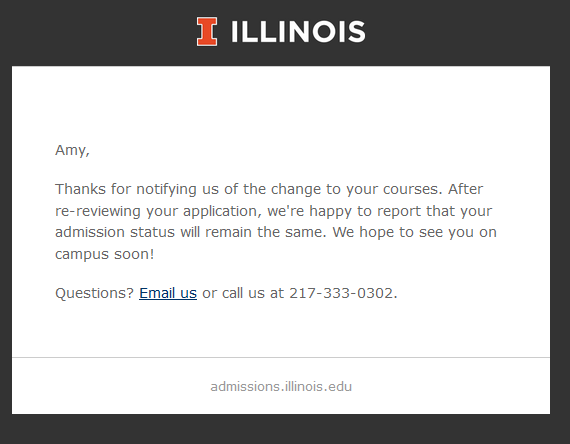 I ILLINOIS
Amy,
Thanks for notifying us of the change to your courses. After
re-reviewing your application, we're happy to report that your
admission status will remain the same. We hope to see you on
campus soon!
Questions? Email us or call us at 217-333-0302.
admissions.illinois.edu